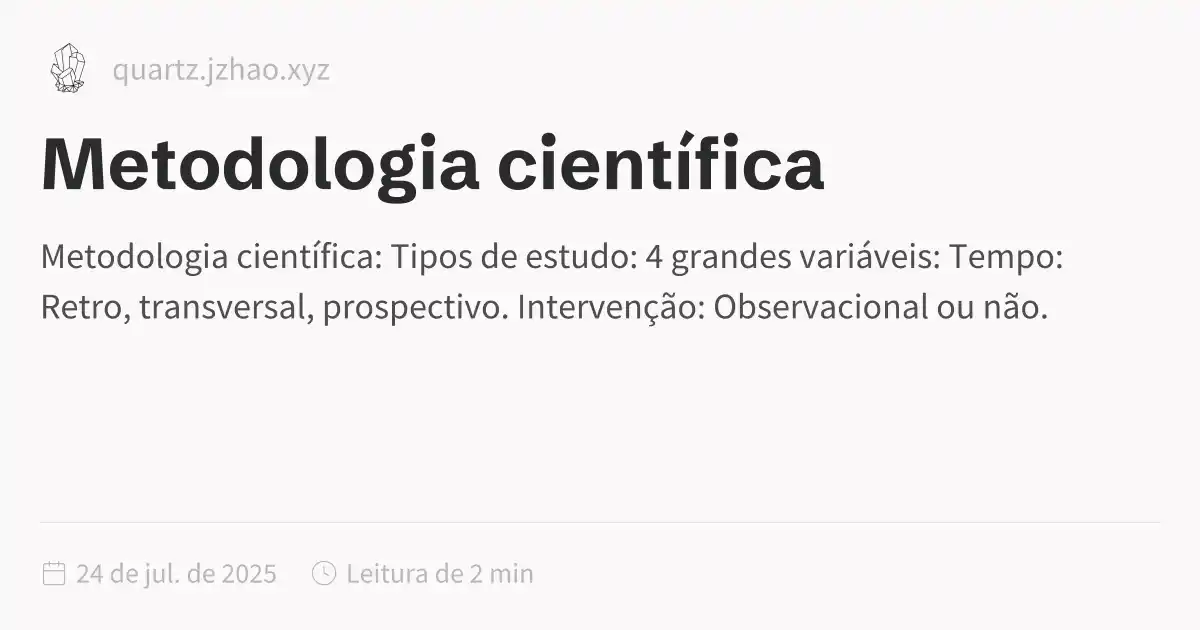 quartz.jzhao.xyz
Metodologia científica
Metodologia científica: Tipos de estudo: 4 grandes variáveis: Tempo:
Retro, transversal, prospectivo. Intervenção: Observacional ou não.
24 de jul. de 2025
Leitura de 2 min